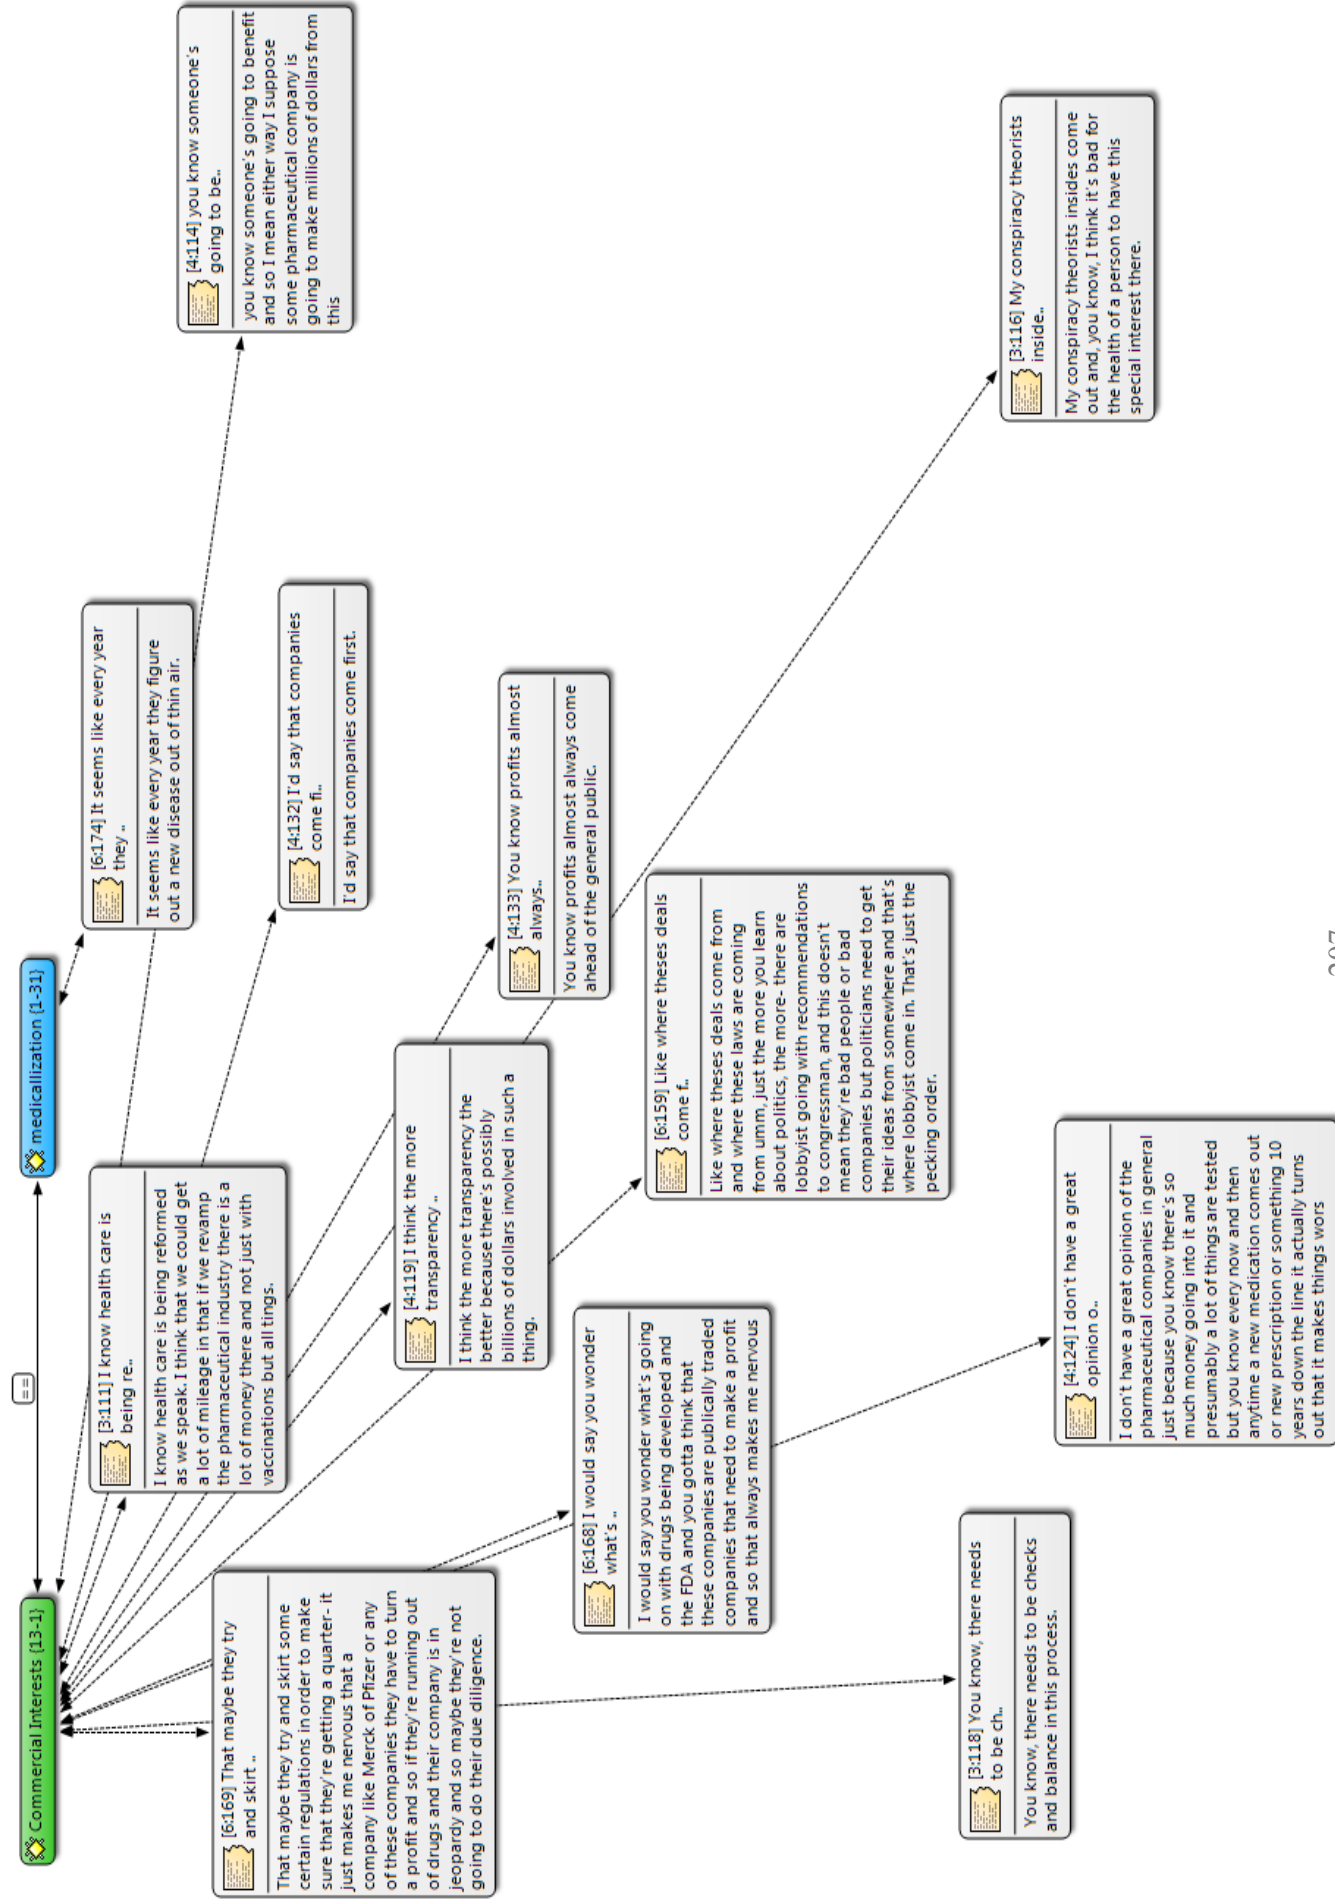 Commercial Interests {13-1}
==
medicallization {1-31}
[3:111] I know health care is
being re..
I know health care is being reformed
as we speak. I think that we could get
a lot of mileage in that if we revamp
the pharmaceutical industry there is a
lot of money there and not just with
vaccinations but all tings.
[6:174] It seems like every year
they ..
It seems like every year they figure
out a new disease out of thin air.
[4:114] you know someone's
going to be..
you know someone's going to benefit
and so I mean either way I suppose
some pharmaceutical company is
going to make millions of dollars from
this
[6:169] That maybe they try
and skirt ..
That maybe they try and skirt some
certain regulations in order to make
sure that they're getting a quarter- it
just makes me nervous that a
company like Merck of Pfizer or any
of these companies they have to turn
a profit and so if they're running out
of drugs and their company is in
jeopardy and so maybe they're not
going to do their due diligence.
[4:132] I'd say that companies
come fi..
I'd say that companies come first.
[4:119] I think the more
transparency ..
I think the more transparency the
better because there's possibly
billions of dollars involved in such a
thing.
[4:133] You know profits almost
always..
You know profits almost always come
ahead of the general public.
[6:168] I would say you wonder
what's ..
I would say you wonder what's going
on with drugs being developed and
the FDA and you gotta think that
these companies are publically traded
companies that need to make a profit
and so that always makes me nervous
[6:159] Like where theses deals
come f..
Like where theses deals come from
and where these laws are coming
from umm, just the more you learn
about politics, the more- there are
lobbyist going with recommendations
to congressman, and this doesn't
mean they're bad people or bad
companies but politicians need to get
their ideas from somewhere and that's
where lobbyist come in. That's just the
pecking order.
[3:118] You know, there needs
to be ch..
You know, there needs to be checks
and balance in this process.
[4:124] I don't have a great
opinion o..
I don't have a great opinion of the
pharmaceutical companies in general
just because you know there's so
much money going into it and
presumably a lot of things are tested
but you know every now and then
anytime a new medication comes out
or new prescription or something 10
years down the line it actually turns
out that it makes things wors
[3:116] My conspiracy theorists
inside..
My conspiracy theorists insides come
out and, you know, I think it's bad for
the health of a person to have this
special interest there.